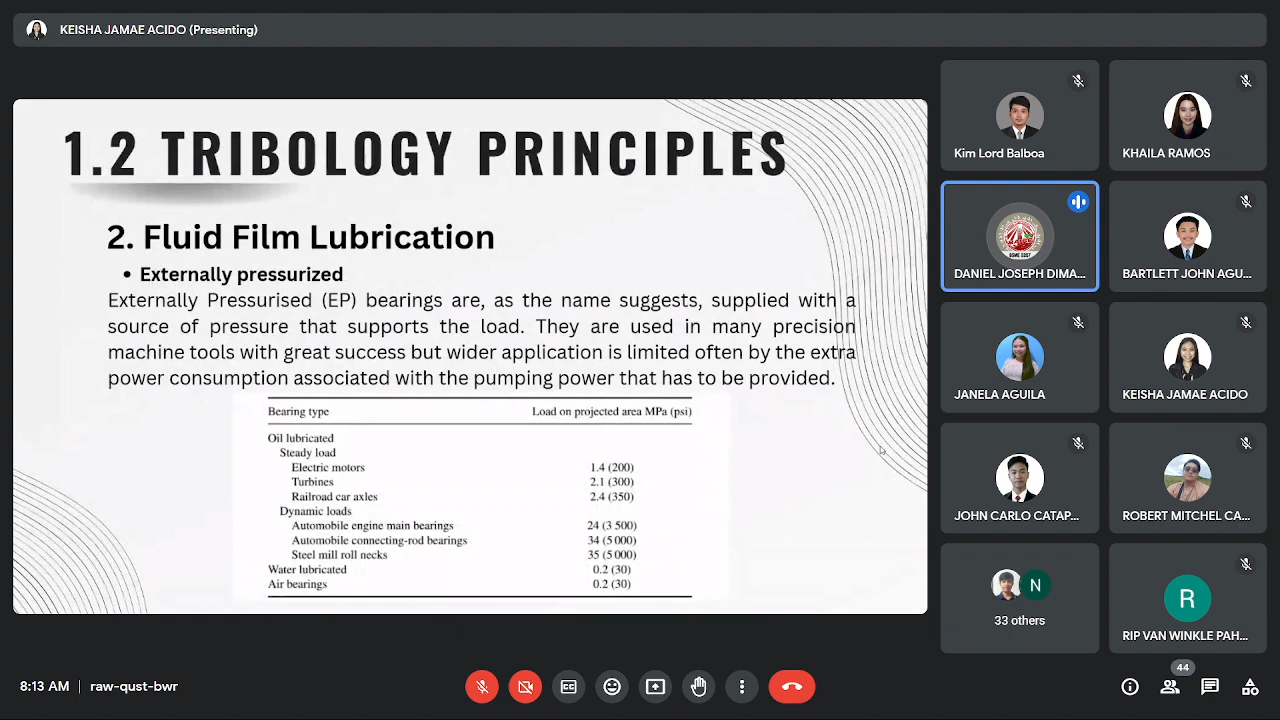 KEISHA JAMAE ACIDO (Presenting)
1.2 TRIBOLOGY PRINCIPLES
2. Fluid Film Lubrication
• Externally pressurized
Externally Pressurised (EP) bearings are, as the name suggests, supplied with a
source of pressure that supports the load. They are used in many precision
machine tools with great success but wider application is limited often by the extra
power consumption associated with the pumping power that has to be provided.
Bearing type Load on projected area MPa (psi)
Oil lubricated
Steady load
Electric motors 1.4 (200)
Turbines 2.1 (300)
Railroad car axles 2.4 (350)
Dynamic loads
Automobile engine main bearings 24 (3 500)
Automobile connecting-rod bearings 34 (5 000)
Steel mill roll necks 35 (5 000)
Water lubricated 0.2 (30)
Air bearings 0.2 (30)
Kim Lord Balboa
KHAILA RAMOS
DANIEL JOSEPH DIMA...
BARTLETT JOHN AGU...
JANELA AGUILA
KEISHA JAMAE ACIDO
JOHN CARLO CATAP...
ROBERT MITCHEL CA...
N
33 others
R
RIP VAN WINKLE PAH...
8:13 AM | raw-qust-bwr
44